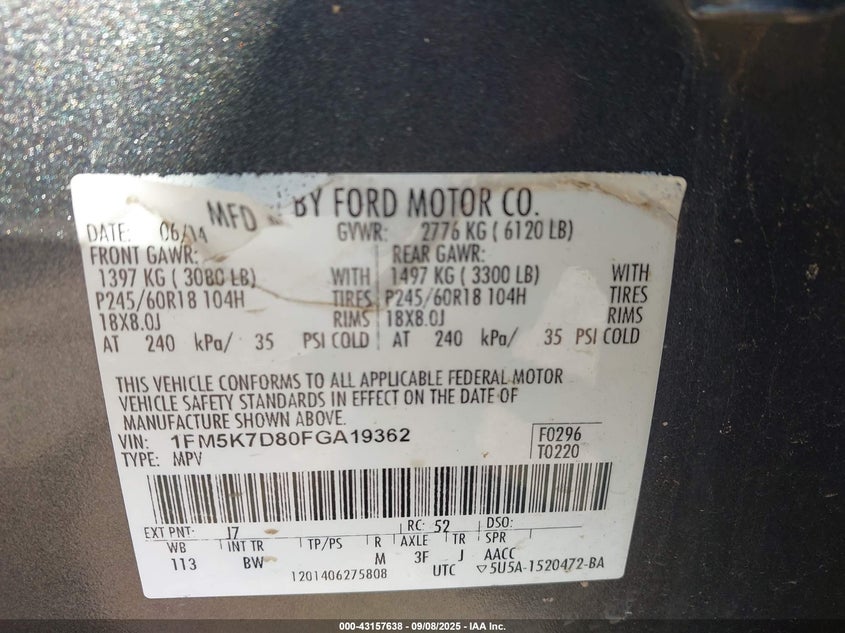 MFD BY FORD MOTOR CO.
DATE: 06/14 GVWR: 2776 KG ( 6120 LB)
FRONT GAWR: REAR GAWR:
1397 KG ( 3080 LB) WITH 1497 KG ( 3300 LB) WITH
P245/60R18 104H TIRES P245/60R18 104H TIRES
18X8.0J RIMS 18X8.0J RIMS
AT 240 kPa/ 35 PSI COLD AT 240 kPa/ 35 PSI COLD
THIS VEHICLE CONFORMS TO ALL APPLICABLE FEDERAL MOTOR
VEHICLE SAFETY STANDARDS IN EFFECT ON THE DATE OF
MANUFACTURE SHOWN ABOVE.
VIN: 1FM5K7D80FGA19362 F0296
TYPE: MPV T0220
EXT PNT: J7 RC: 52 DSO:
WB INT TR TP/PS R AXLE TR SPR
113 BW M 3F J AACC
1201406275808 UTC ▽5U5A-1520472-BA
000-43157638 - 09/08/2025 - IAA Inc.